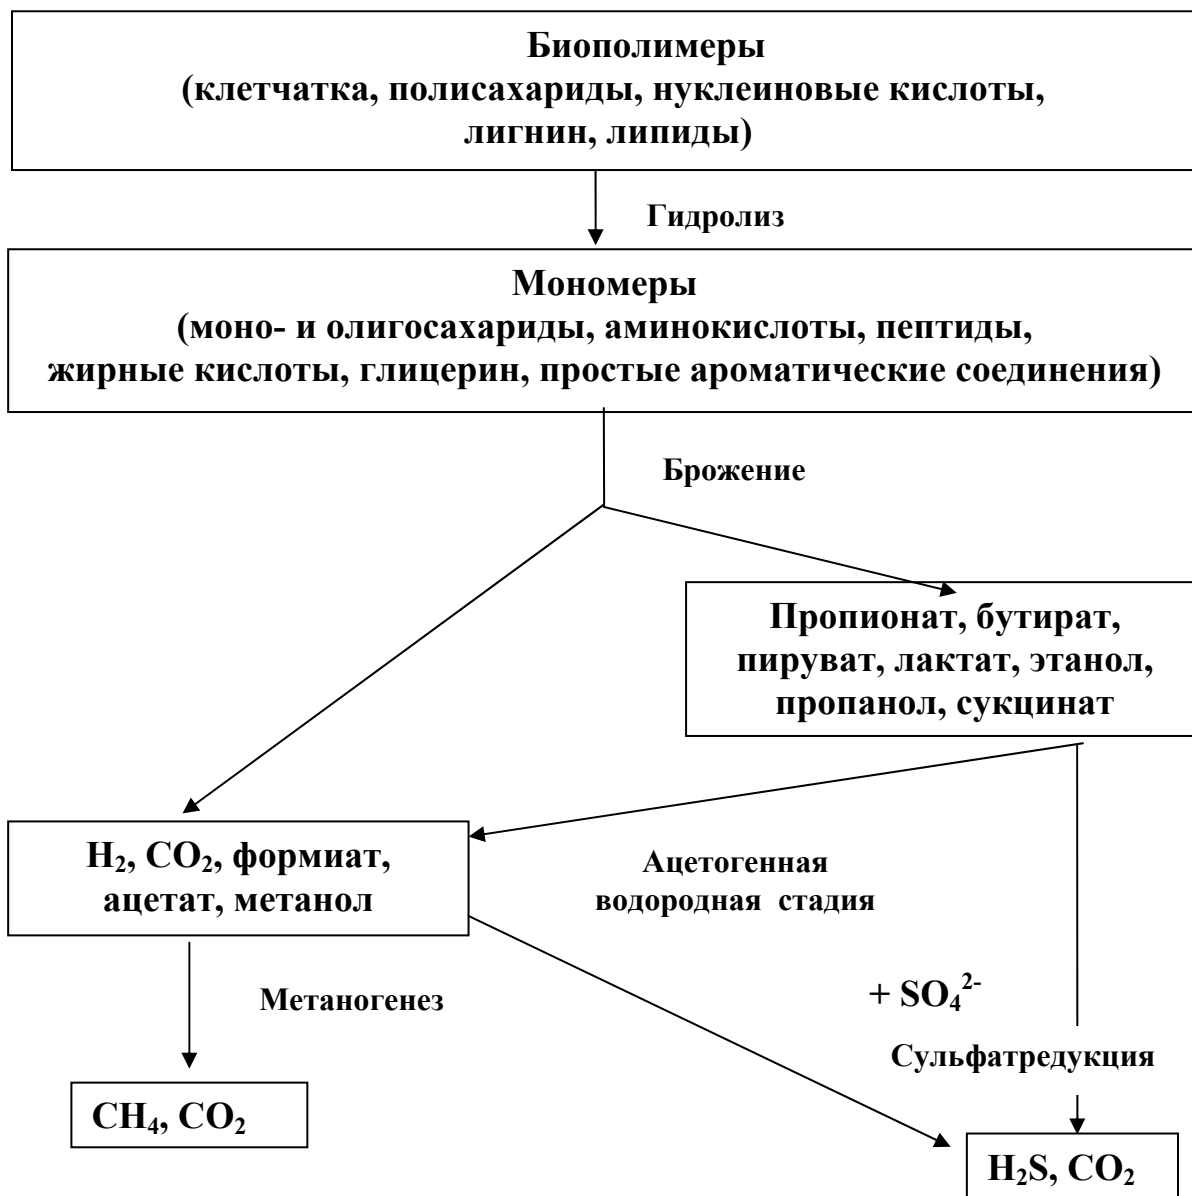 Биополимеры
(клетчатка, полисахариды, нуклеиновые кислоты,
лигнин, липиды)
Гидролиз
Мономеры
(моно- и олигосахариды, аминокислоты, пептиды,
жирные кислоты, глицерин, простые ароматические соединения)
Брожение
Пропионат, бутират,
пируват, лактат, этанол,
пропанол, сукцинат
H₂, CO₂, формиат,
ацетат, метанол
Ацетогенная
водородная стадия
Метаногенез
+ SO₄²⁻
Сульфатредукция
CH₄, CO₂
H₂S, CO₂